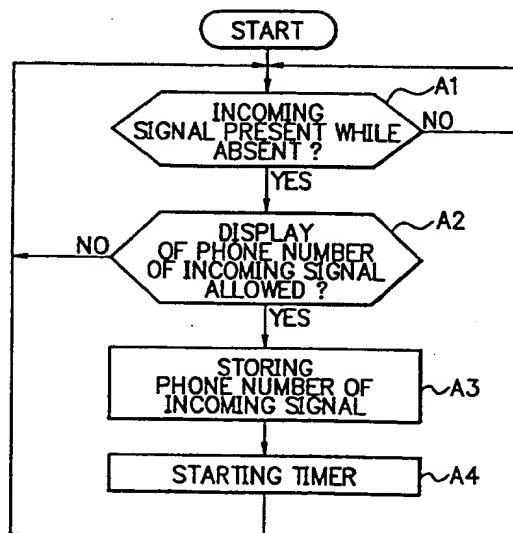 START
A1
INCOMING
SIGNAL PRESENT WHILE
ABSENT ?
NO
YES
A2
DISPLAY
OF PHONE NUMBER
OF INCOMING SIGNAL
ALLOWED ?
NO
YES
STORING
PHONE NUMBER OF
INCOMING SIGNAL
A3
STARTING TIMER
A4